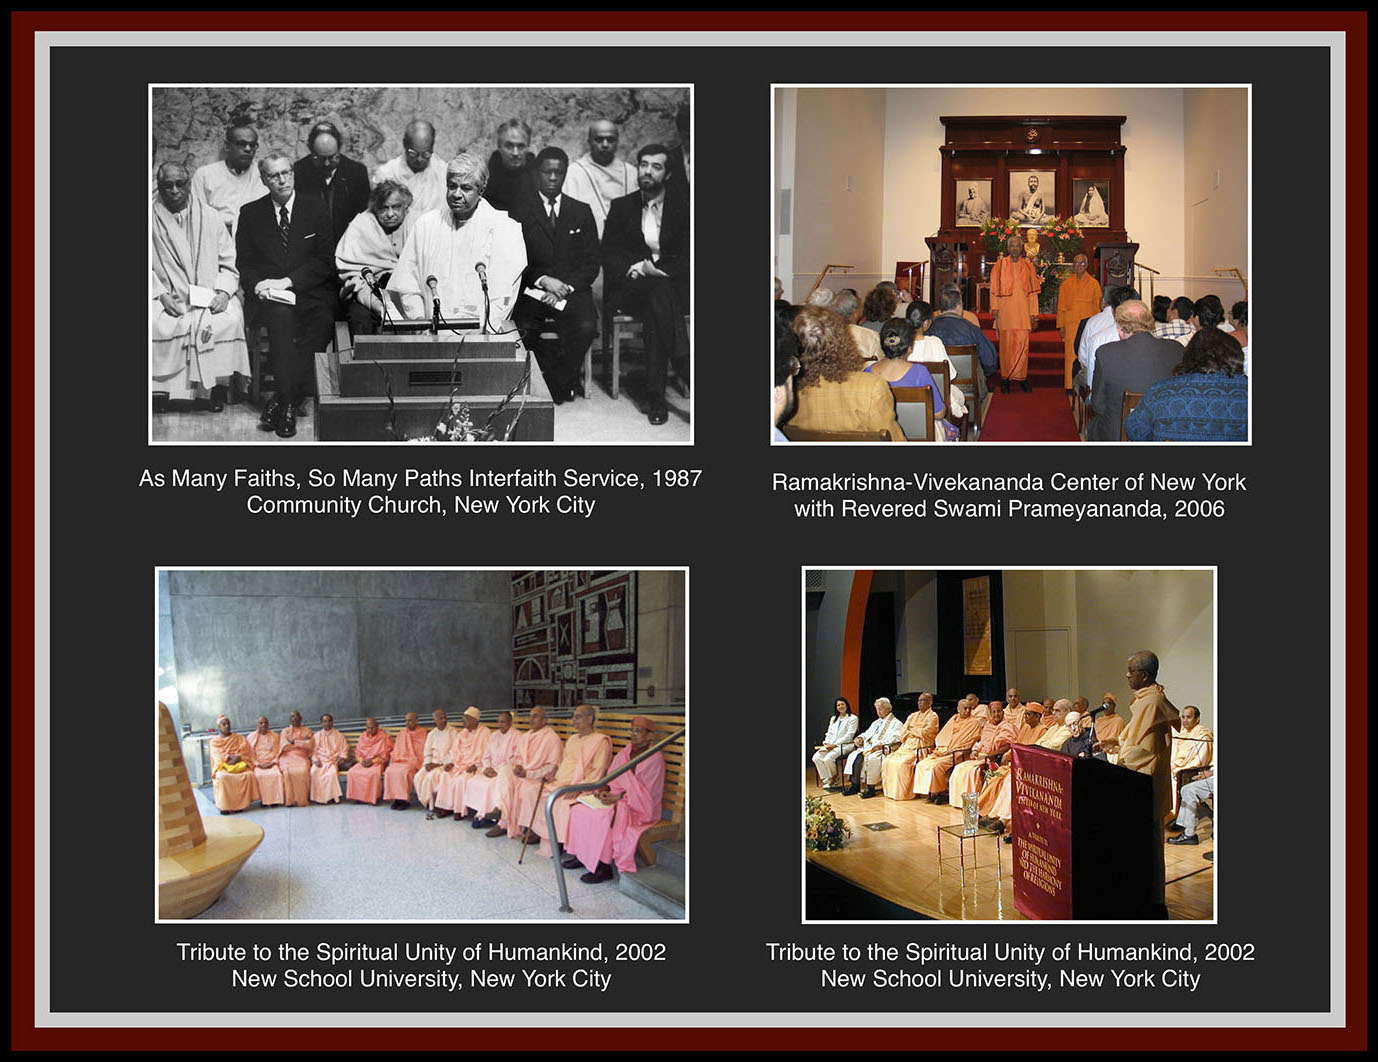 As Many Faiths, So Many Paths Interfaith Service, 1987
Community Church, New York City
Ramakrishna-Vivekananda Center of New York
with Revered Swami Prameyananda, 2006
ॐ
Tribute to the Spiritual Unity of Humankind, 2002
New School University, New York City
RAMAKRISHNA-
VIVEKANANDA
CENTER OF NEW YORK
A TRIBUTE TO
THE SPIRITUAL UNITY
OF HUMANKIND
AND THE HARMONY
OF RELIGIONS
Tribute to the Spiritual Unity of Humankind, 2002
New School University, New York City